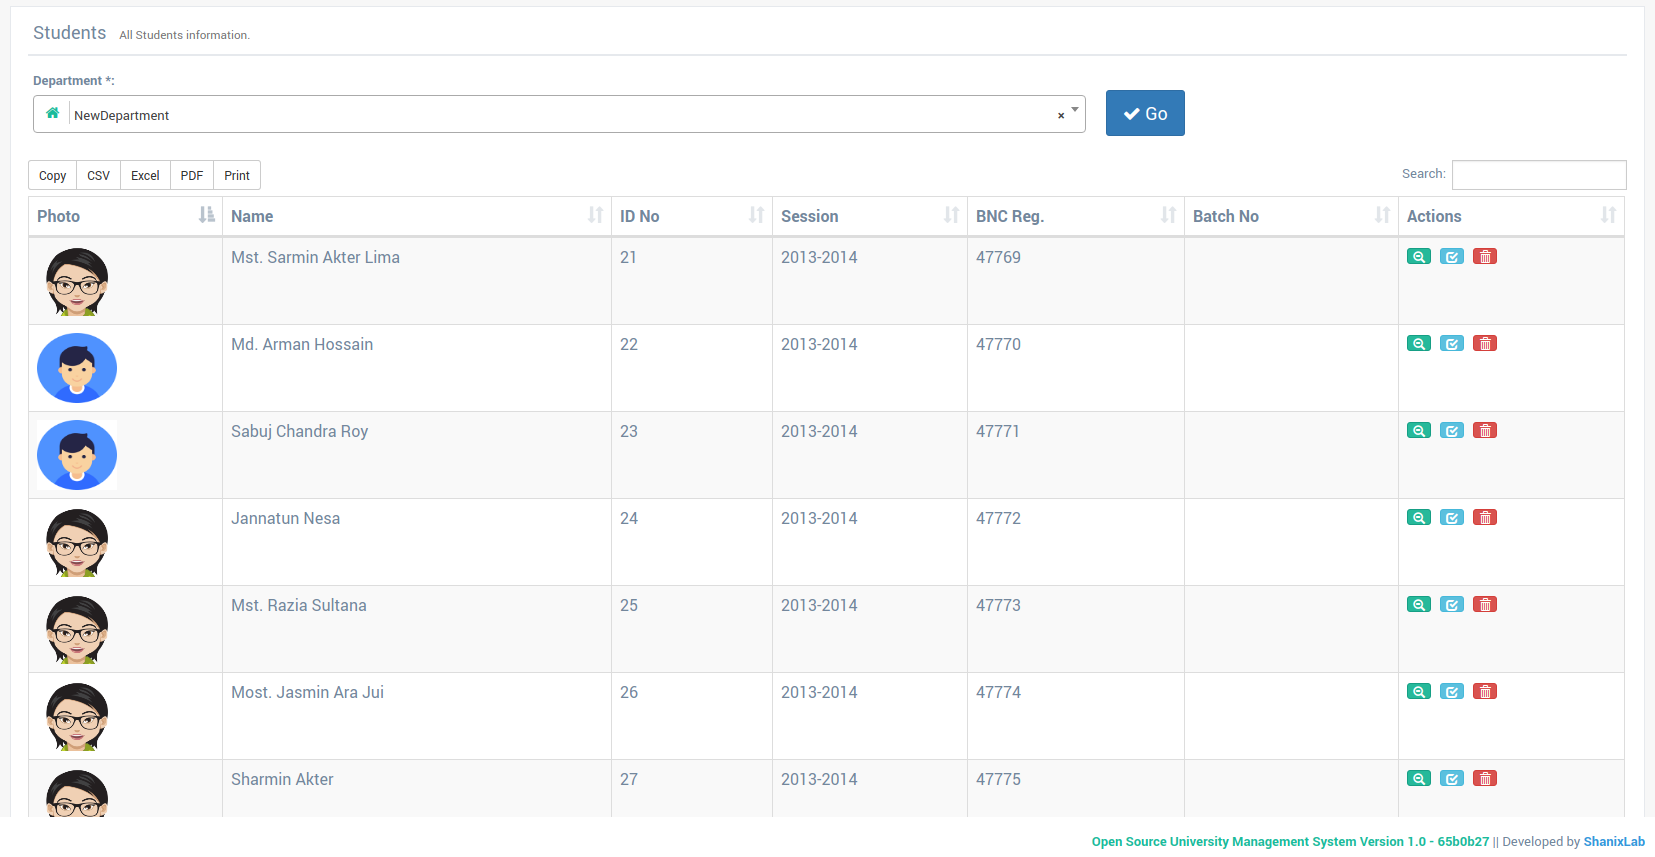 Students All Students information.
Department *:
NewDepartment × Go
Copy CSV Excel PDF Print Search:
Photo Name ID No Session BNC Reg. Batch No Actions
Mst. Sarmin Akter Lima 21 2013-2014 47769
Md. Arman Hossain 22 2013-2014 47770
Sabuj Chandra Roy 23 2013-2014 47771
Jannatun Nesa 24 2013-2014 47772
Mst. Razia Sultana 25 2013-2014 47773
Most. Jasmin Ara Jui 26 2013-2014 47774
Sharmin Akter 27 2013-2014 47775
Open Source University Management System Version 1.0 - 65b0b27 || Developed by ShanixLab